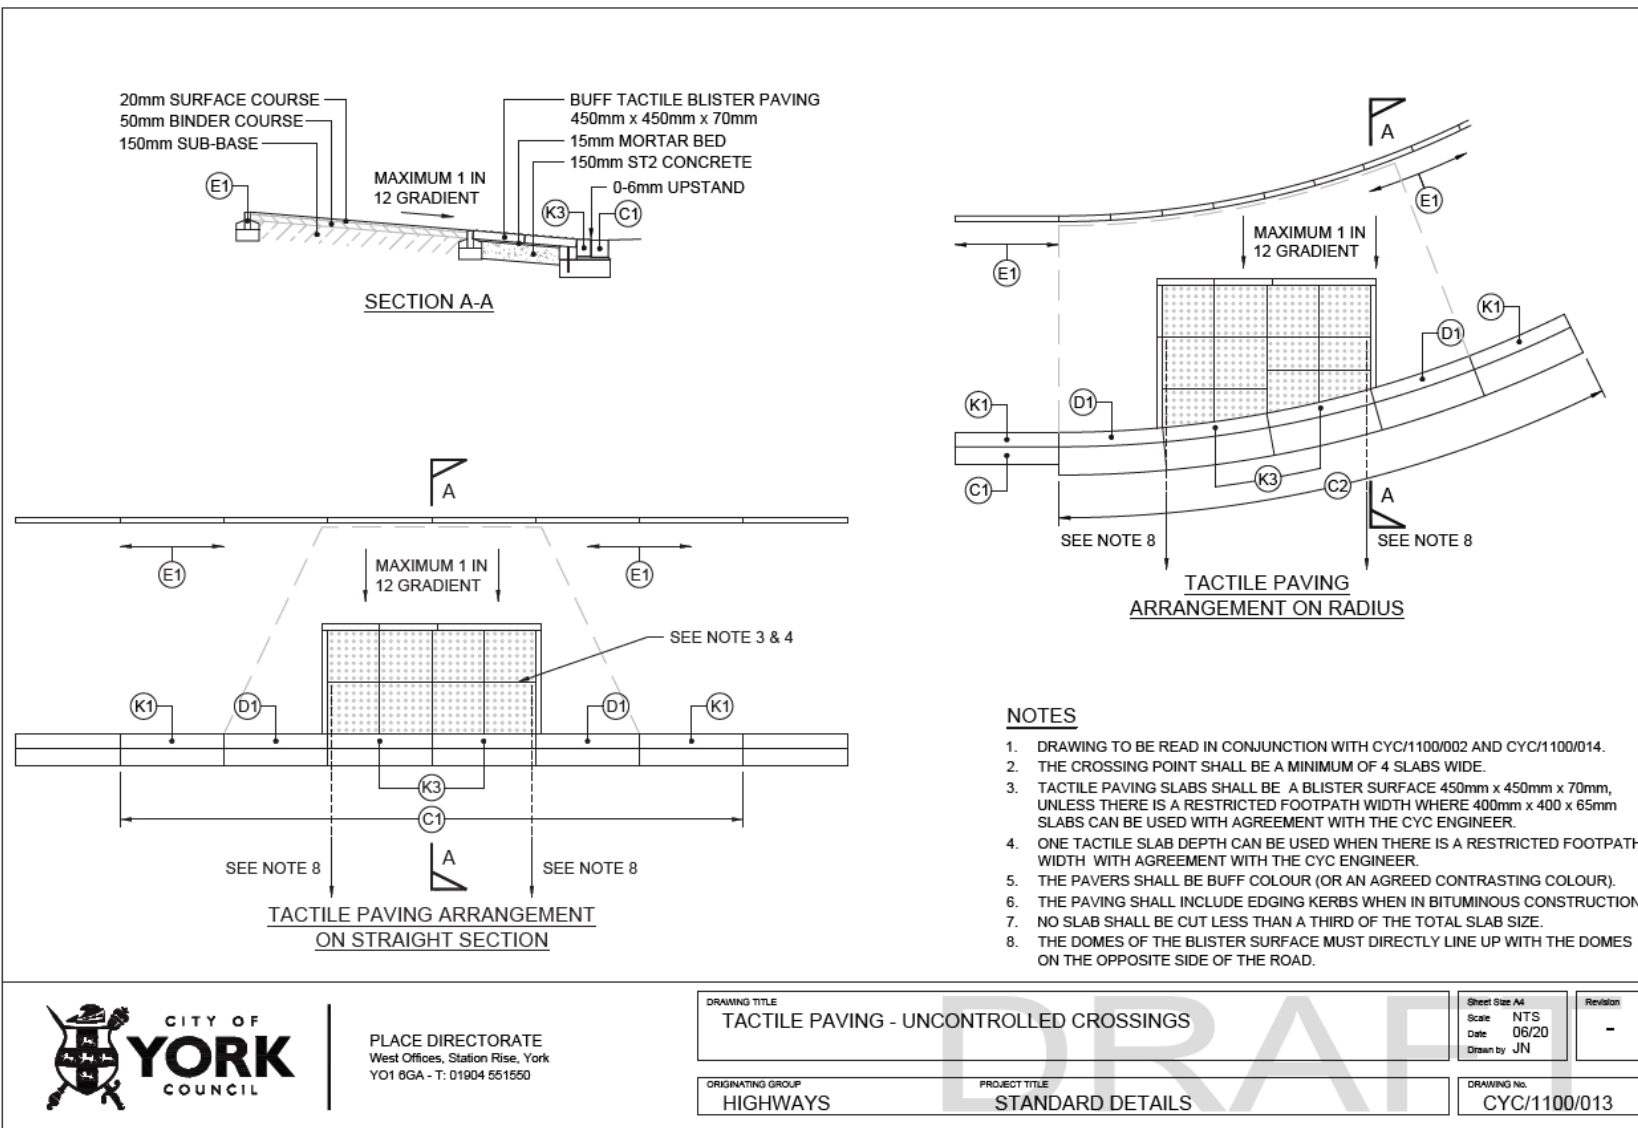 20mm SURFACE COURSE
50mm BINDER COURSE
150mm SUB-BASE
E1
MAXIMUM 1 IN
12 GRADIENT
BUFF TACTILE BLISTER PAVING
450mm x 450mm x 70mm
15mm MORTAR BED
150mm ST2 CONCRETE
0-6mm UPSTAND
K3
C1
SECTION A-A
A
E1
MAXIMUM 1 IN
12 GRADIENT
E1
K1
D1
K1
D1
C1
K3
C2
A
SEE NOTE 8
SEE NOTE 8
TACTILE PAVING
ARRANGEMENT ON RADIUS
A
E1
MAXIMUM 1 IN
12 GRADIENT
E1
SEE NOTE 3 & 4
K1
D1
D1
K1
K3
C1
A
SEE NOTE 8
SEE NOTE 8
TACTILE PAVING ARRANGEMENT
ON STRAIGHT SECTION
NOTES
1. DRAWING TO BE READ IN CONJUNCTION WITH CYC/1100/002 AND CYC/1100/014.
2. THE CROSSING POINT SHALL BE A MINIMUM OF 4 SLABS WIDE.
3. TACTILE PAVING SLABS SHALL BE A BLISTER SURFACE 450mm x 450mm x 70mm,
UNLESS THERE IS A RESTRICTED FOOTPATH WIDTH WHERE 400mm x 400 x 65mm
SLABS CAN BE USED WITH AGREEMENT WITH THE CYC ENGINEER.
4. ONE TACTILE SLAB DEPTH CAN BE USED WHEN THERE IS A RESTRICTED FOOTPATH
WIDTH WITH AGREEMENT WITH THE CYC ENGINEER.
5. THE PAVERS SHALL BE BUFF COLOUR (OR AN AGREED CONTRASTING COLOUR).
6. THE PAVING SHALL INCLUDE EDGING KERBS WHEN IN BITUMINOUS CONSTRUCTION
7. NO SLAB SHALL BE CUT LESS THAN A THIRD OF THE TOTAL SLAB SIZE.
8. THE DOMES OF THE BLISTER SURFACE MUST DIRECTLY LINE UP WITH THE DOMES
ON THE OPPOSITE SIDE OF THE ROAD.
CITY OF
YORK
COUNCIL
PLACE DIRECTORATE
West Offices, Station Rise, York
YO1 6GA - T: 01904 551550
DRAWING TITLE
TACTILE PAVING - UNCONTROLLED CROSSINGS
Sheet Size A4
Scale NTS
Date 06/20
Drawn by JN
Revision
-
ORIGINATING GROUP
HIGHWAYS
PROJECT TITLE
STANDARD DETAILS
DRAWING No.
CYC/1100/013
DRAFT